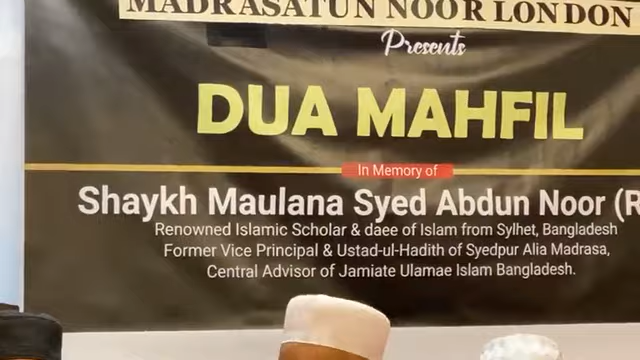 MADRASATUN NOOR LONDON
Presents
DUA MAHFIL
In Memory of
Shaykh Maulana Syed Abdun Noor (R
Renowned Islamic Scholar & daee of Islam from Sylhet, Bangladesh
Former Vice Principal & Ustad-ul-Hadith of Syedpur Alia Madrasa,
Central Advisor of Jamiate Ulamae Islam Bangladesh.